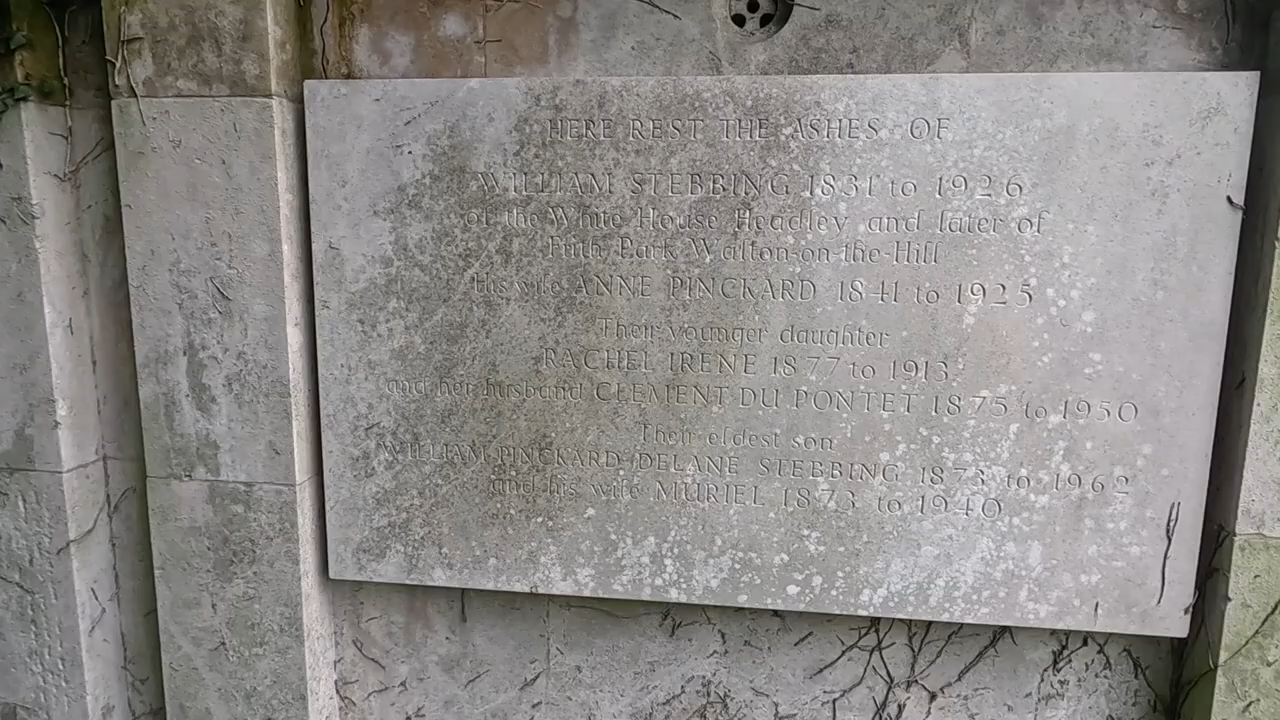 HERE REST THE ASHES OF
WILLIAM STEBBING 1831 to 1926
of the White House Headley and later of
Frith Park Walton-on-the-Hill
His wife ANNE PINCKARD 1841 to 1925
Their younger daughter
RACHEL IRENE 1877 to 1913
and her husband CLEMENT DU PONTET 1875 to 1950
Their eldest son
WILLIAM PINCKARD DELANE STEBBING 1873 to 1962
and his wife MURIEL 1873 to 1940